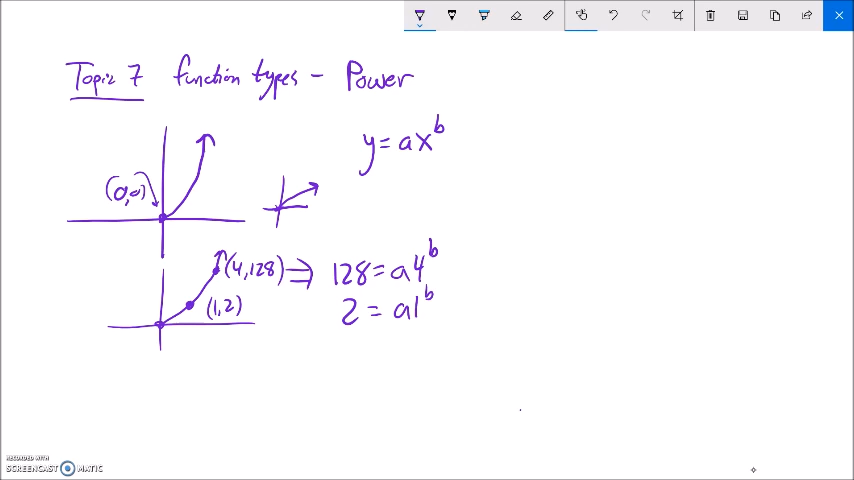 Topic 7 function types - Power
y = ax^b
(0,0)
(4,128) ⇒ 128 = a4^b
(1,2) 2 = a1^b
RECORDED WITH
SCREENCAST MATIC